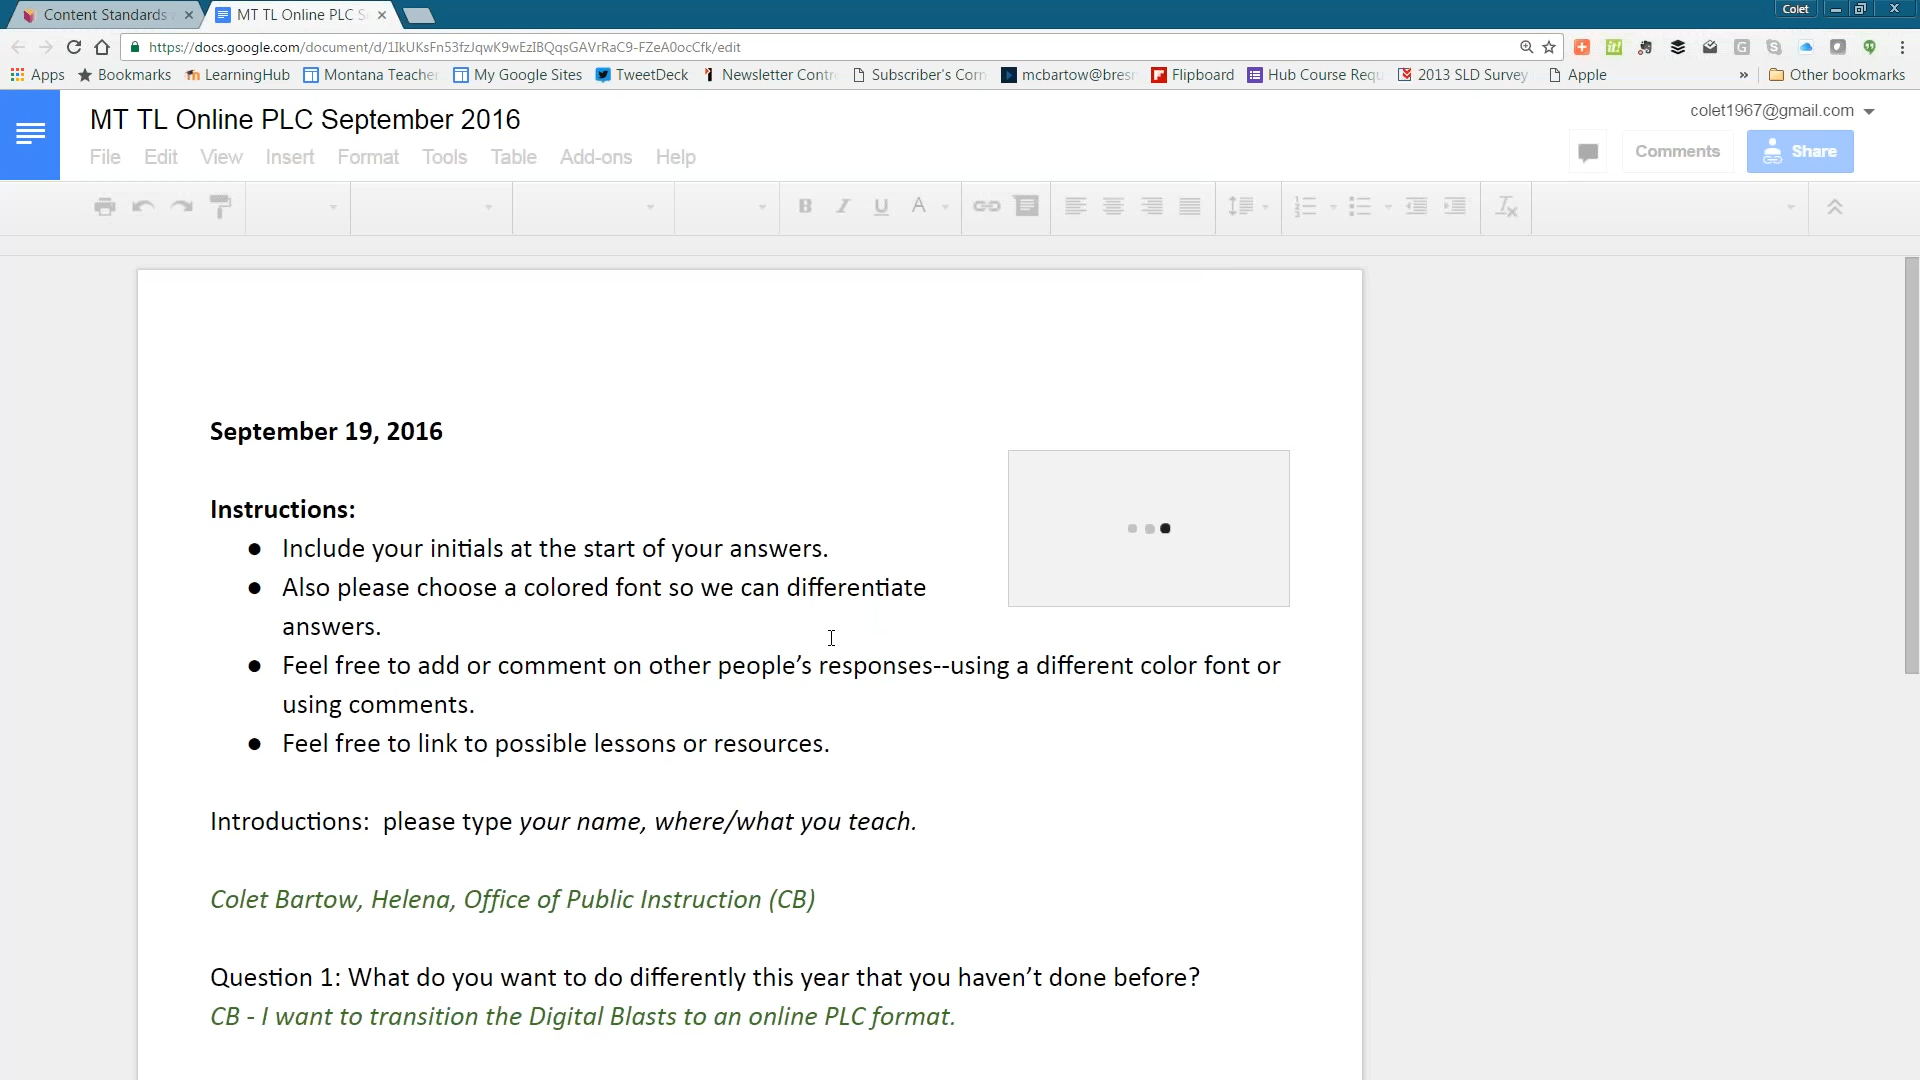 Content Standards
MT TL Online PLC S
Colet
https://docs.google.com/document/d/1IkUKsFn53fzJqwK9wEzIBQqsGAVrRaC9-FZeA0ocCfk/edit
Apps Bookmarks LearningHub Montana Teache My Google Sites TweetDeck Newsletter Contr Subscriber's Corn mcbartow@bresn Flipboard Hub Course Requ 2013 SLD Survey Apple » Other bookmarks
MT TL Online PLC September 2016
colet1967@gmail.com
File Edit View Insert Format Tools Table Add-ons Help
Comments
Share
September 19, 2016
Instructions:
● Include your initials at the start of your answers.
● Also please choose a colored font so we can differentiate
answers.
● Feel free to add or comment on other people’s responses--using a different color font or
using comments.
● Feel free to link to possible lessons or resources.
Introductions:  please type your name, where/what you teach.
Colet Bartow, Helena, Office of Public Instruction (CB)
Question 1: What do you want to do differently this year that you haven’t done before?
CB - I want to transition the Digital Blasts to an online PLC format.